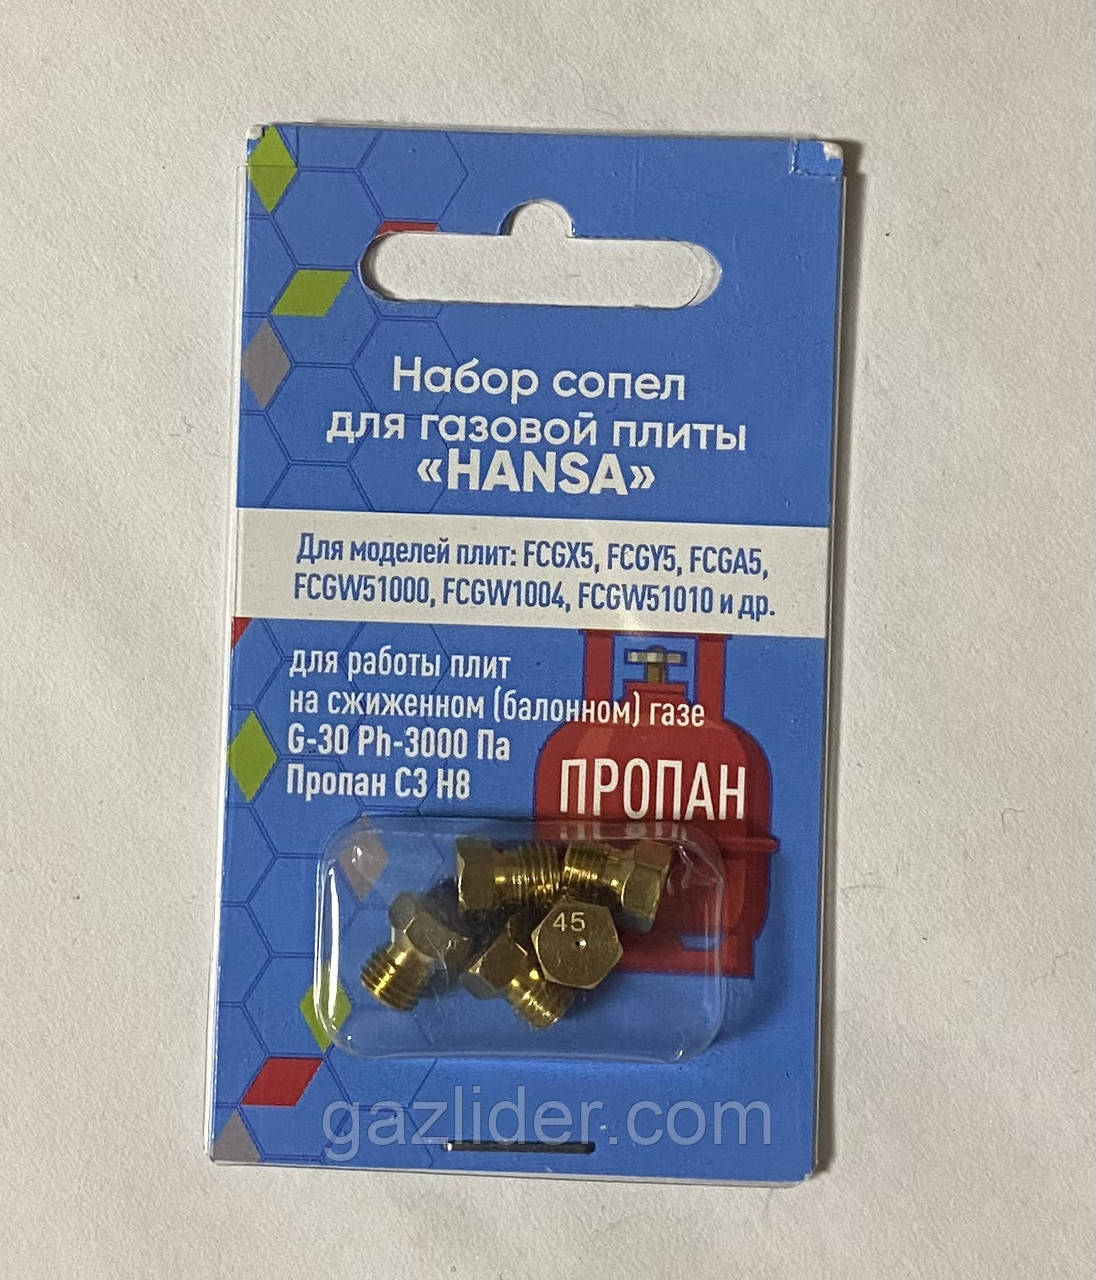 Набор сопел
для газовой плиты
«HANSA»
Для моделей плит: FCGX5, FCGY5, FCGA5,
FCGW51000, FCGW1004, FCGW51010 и др.
для работы плит
на сжиженном (балонном) газе
G-30 Ph-3000 Па
Пропан С3 Н8
ПРОПАН
45
gazlider.com